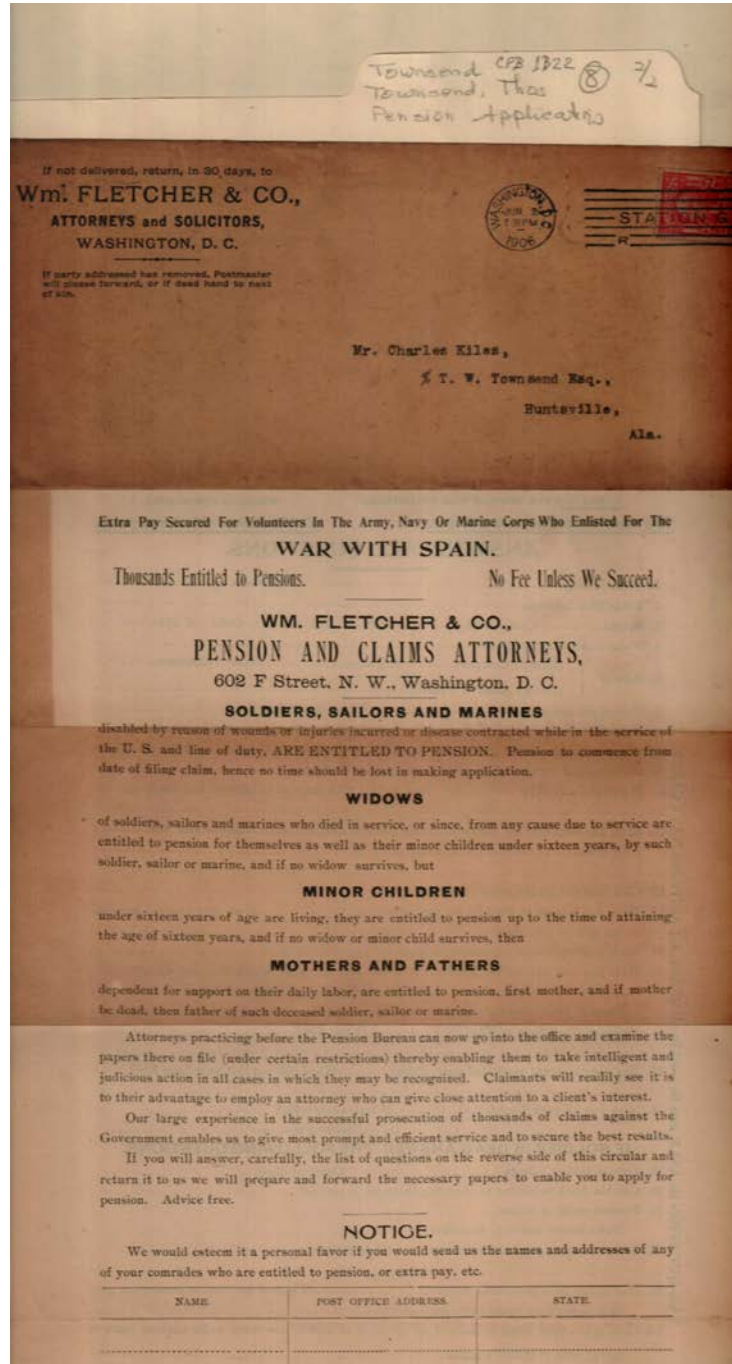 Townsend CPB 1B22 8 2/2
Townsend, Thos
Pension Application
If not delivered, return, in 30 days, to
Wm. FLETCHER & CO.,
ATTORNEYS and SOLICITORS,
WASHINGTON, D. C.
If party addressed has removed, Postmaster
will please forward, or if dead hand to next
of kin.
WASHINGTON D.C.
JUN
PM
1906
STATION G
R
Mr. Charles Kiles,
% T. W. Townsend Esq.,
Huntsville,
Ala.
Extra Pay Secured For Volunteers In The Army, Navy Or Marine Corps Who Enlisted For The
WAR WITH SPAIN.
Thousands Entitled to Pensions. No Fee Unless We Succeed.
WM. FLETCHER & CO.,
PENSION AND CLAIMS ATTORNEYS,
602 F Street, N. W., Washington, D. C.
SOLDIERS, SAILORS AND MARINES
disabled by reason of wounds or injuries incurred or disease contracted while in the service of
the U. S. and line of duty, ARE ENTITLED TO PENSION. Pension to commence from
date of filing claim, hence no time should be lost in making application.
WIDOWS
of soldiers, sailors and marines who died in service, or since, from any cause due to service are
entitled to pension for themselves as well as their minor children under sixteen years, by such
soldier, sailor or marine, and if no widow survives, but
MINOR CHILDREN
under sixteen years of age are living, they are entitled to pension up to the time of attaining
the age of sixteen years, and if no widow or minor child survives, then
MOTHERS AND FATHERS
dependent for support on their daily labor, are entitled to pension, first mother, and if mother
be dead, then father of such deceased soldier, sailor or marine.
Attorneys practicing before the Pension Bureau can now go into the office and examine the
papers there on file (under certain restrictions) thereby enabling them to take intelligent and
judicious action in all cases in which they may be recognized. Claimants will readily see it is
to their advantage to employ an attorney who can give close attention to a client's interest.
Our large experience in the successful prosecution of thousands of claims against the
Government enables us to give most prompt and efficient service and to secure the best results.
If you will answer, carefully, the list of questions on the reverse side of this circular and
return it to us we will prepare and forward the necessary papers to enable you to apply for
pension. Advice free.
NOTICE.
We would esteem it a personal favor if you would send us the names and addresses of any
of your comrades who are entitled to pension, or extra pay, etc.
NAME. POST OFFICE ADDRESS. STATE.